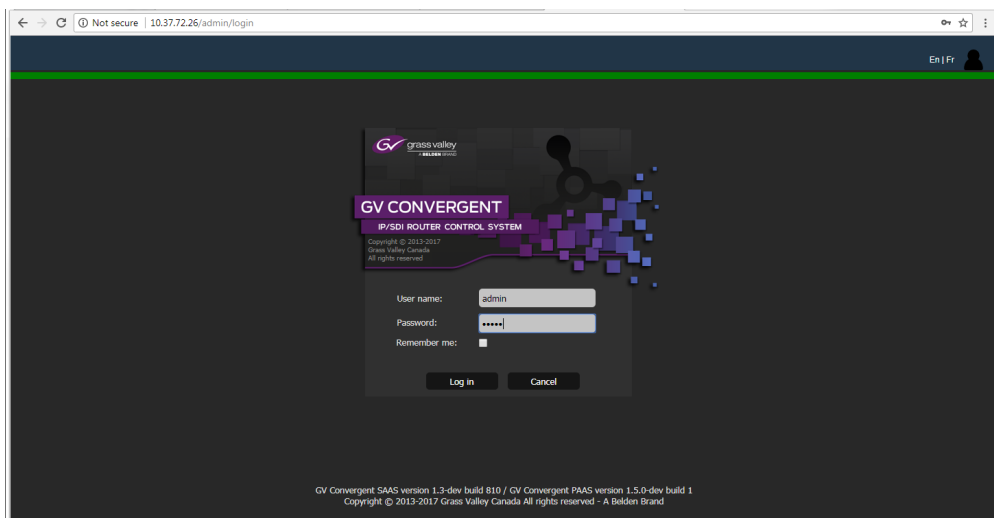 Not secure | 10.37.72.26/admin/login
En | Fr
GV grass valley
A BELDEN BRAND
GV CONVERGENT
IP/SDI ROUTER CONTROL SYSTEM
Copyright © 2013-2017
Grass Valley Canada
All rights reserved
User name: admin
Password: •••••
Remember me:
Log in Cancel
GV Convergent SAAS version 1.3-dev build 810 / GV Convergent PAAS version 1.5.0-dev build 1
Copyright © 2013-2017 Grass Valley Canada All rights reserved - A Belden Brand